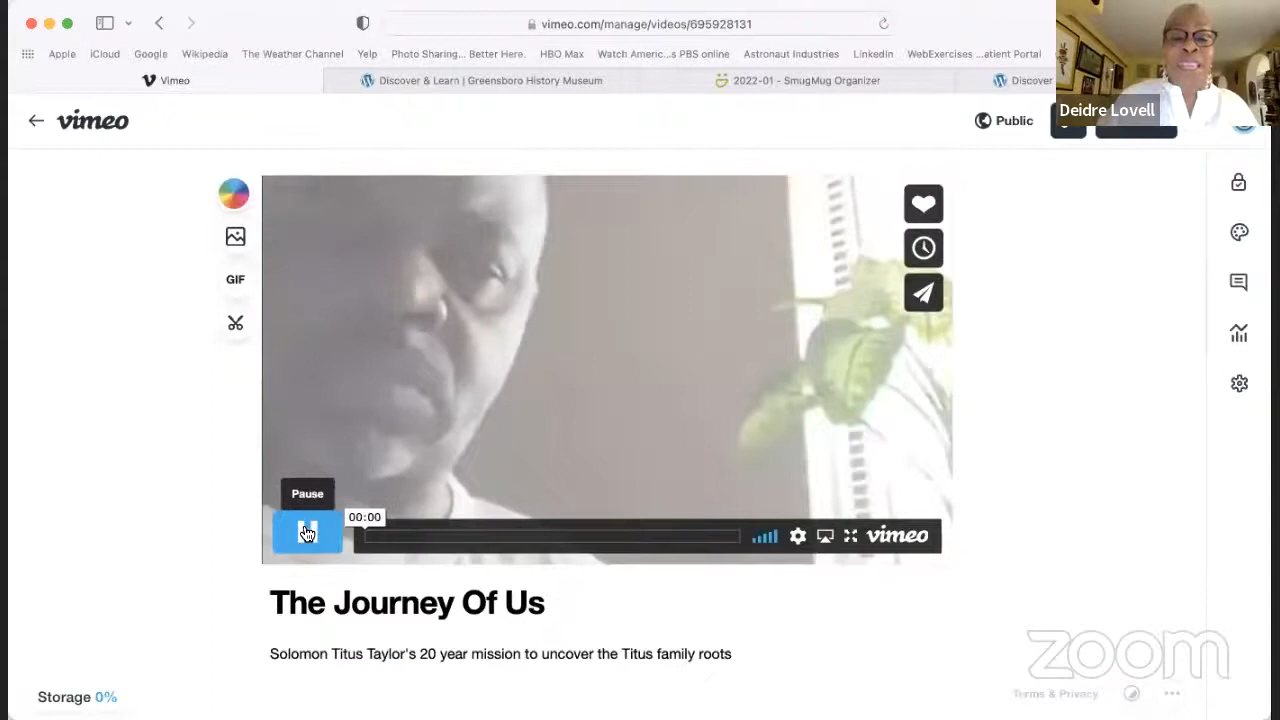 vimeo.com/manage/videos/695928131
Apple iCloud Google Wikipedia The Weather Channel Yelp Photo Sharing... Better Here. HBO Max Watch Americ...s PBS online Astronaut Industries LinkedIn WebExercises ...atient Portal
Vimeo Discover & Learn | Greensboro History Museum 2022-01 - SmugMug Organizer Discover
Deidre Lovell
vimeo
Public
GIF
Pause
00:00
vimeo
The Journey Of Us
Solomon Titus Taylor's 20 year mission to uncover the Titus family roots
zoom
Terms & Privacy
Storage 0%